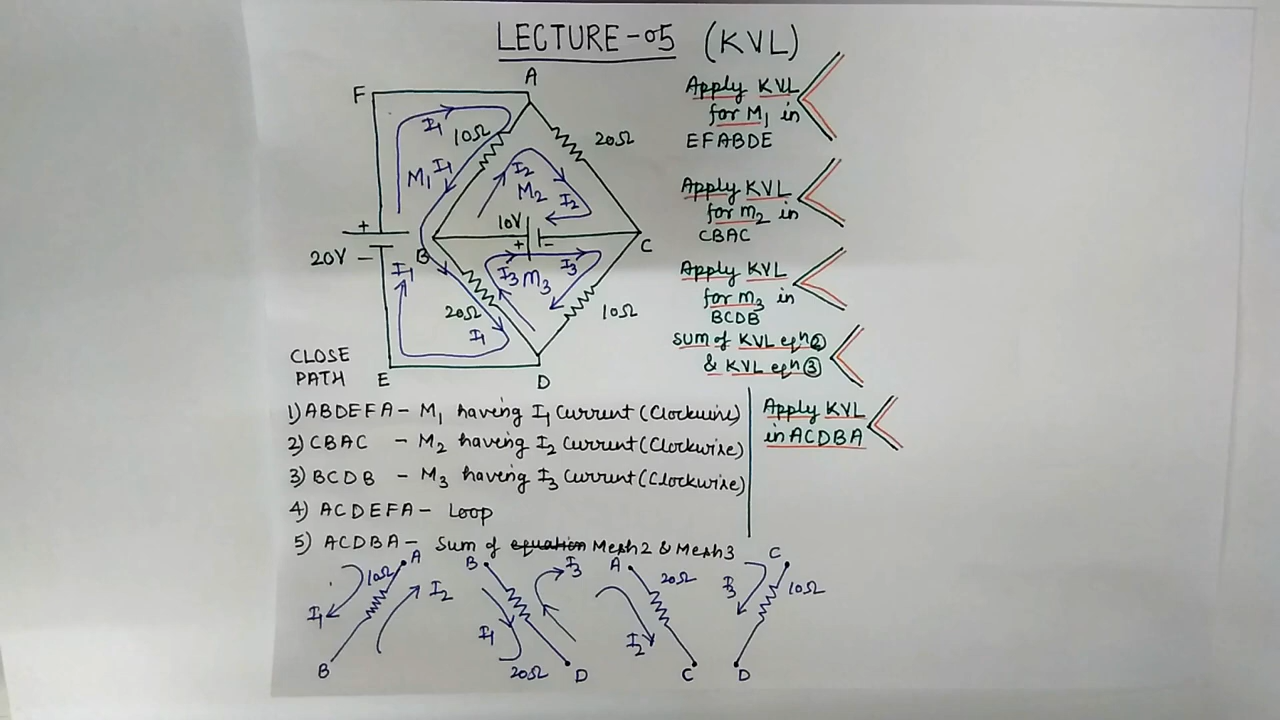 LECTURE-05 (KVL)
F
A
I1
10Ω
20Ω
M1
I1
I2
M2
I2
10V
+
-
+
20V -
B
C
I1
I3
M3
I3
20Ω
10Ω
I1
E
D
Apply KVL
for M1 in
EFABDE
Apply KVL
for m2 in
CBAC
Apply KVL
for m3 in
BCDB
sum of KVL eqn②
& KVL eqn③
Apply KVL
in ACDBA
CLOSE
PATH
1) ABDEFA - M1 having I1 Current (Clockwise)
2) CBAC - M2 having I2 Current (Clockwise)
3) BCDB - M3 having I3 Current (Clockwise)
4) ACDEFA - Loop
5) ACDBA - Sum of equation Mesh2 & Mesh3
A
10Ω
I1
I2
B
B
I3
I1
20Ω
D
A
20Ω
I2
C
C
I3
10Ω
D